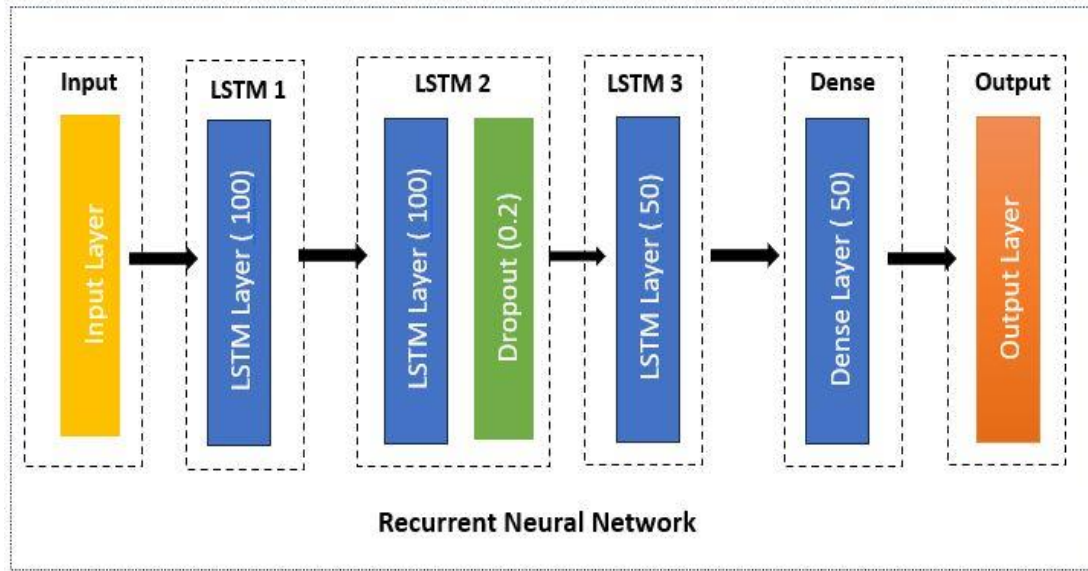 Input
Input Layer
LSTM 1
LSTM Layer ( 100)
LSTM 2
LSTM Layer ( 100)
Dropout (0.2)
LSTM 3
LSTM Layer ( 50)
Dense
Dense Layer ( 50)
Output
Output Layer
Recurrent Neural Network